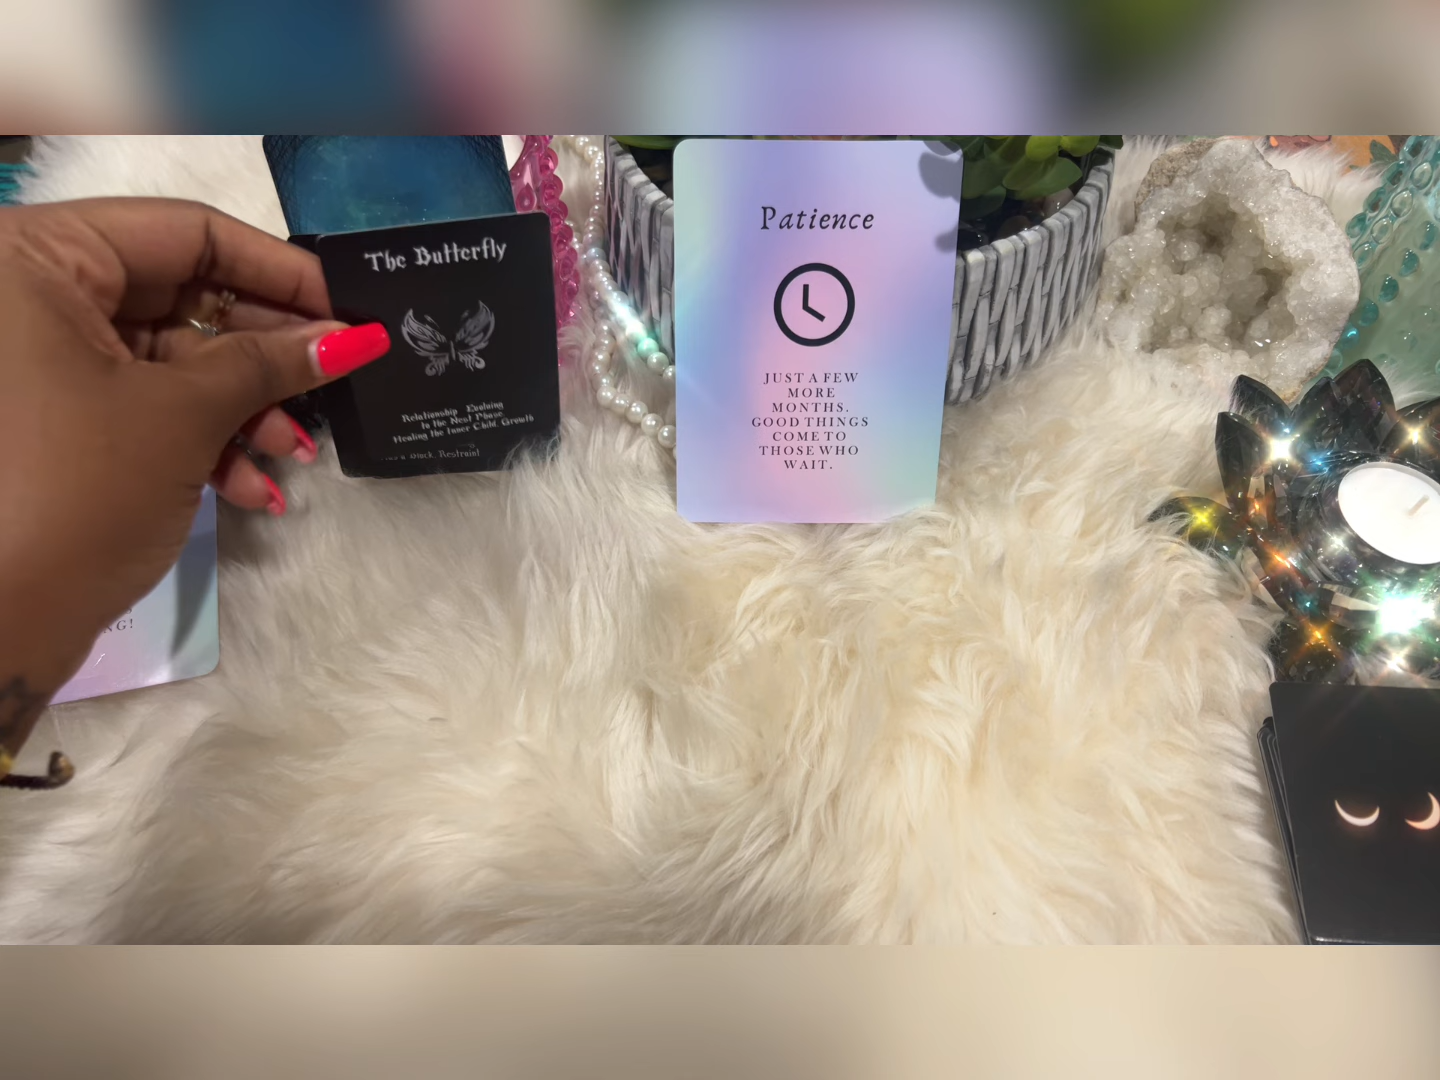 The Butterfly
Relationship Evolving
to the Next Phase.
Healing the Inner Child. Growth
Restraint
Patience
JUST A FEW
MORE
MONTHS.
GOOD THINGS
COME TO
THOSE WHO
WAIT.